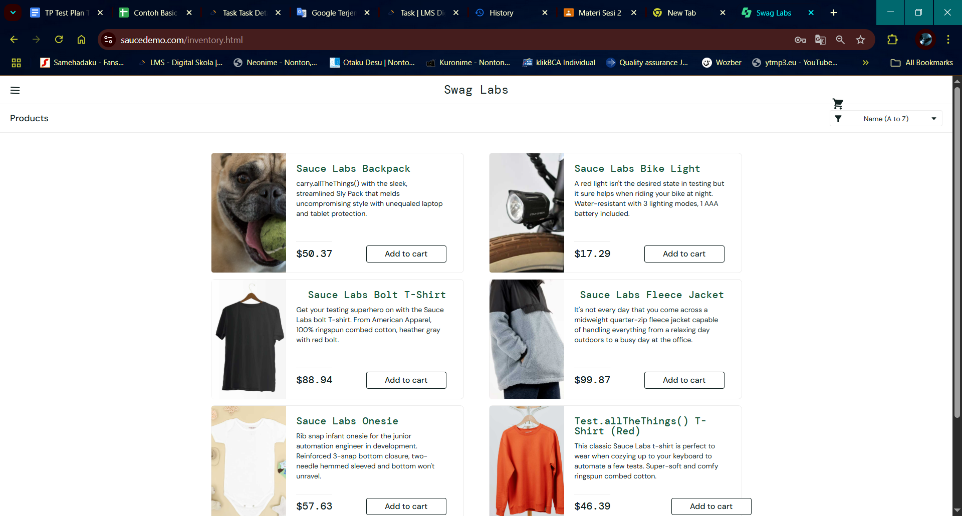 TP Test Plan 1
Contoh Basic
Task Task Det
Google Terjer
Task | LMS Di
History
Materi Sesi 2
New Tab
Swag Labs
saucedemo.com/inventory.html
Samehadaku - Fans...
LMS - Digital Skola |...
Neonime - Nonton,...
Otaku Desu | Nonto...
Kuronime - Nonton...
klikBCA Individual
Quality assurance J...
Wozber
ytmp3.eu - YouTube...
All Bookmarks
Swag Labs
Products
Name (A to Z)
Sauce Labs Backpack
carry.allTheThings() with the sleek,
streamlined Sly Pack that melds
uncompromising style with unequaled laptop
and tablet protection.
$50.37
Add to cart
Sauce Labs Bike Light
A red light isn't the desired state in testing but
it sure helps when riding your bike at night.
Water-resistant with 3 lighting modes, 1 AAA
battery included.
$17.29
Add to cart
Sauce Labs Bolt T-Shirt
Get your testing superhero on with the Sauce
Labs bolt T-shirt. From American Apparel,
100% ringspun combed cotton, heather gray
with red bolt.
$88.94
Add to cart
Sauce Labs Fleece Jacket
It's not every day that you come across a
midweight quarter-zip fleece jacket capable
of handling everything from a relaxing day
outdoors to a busy day at the office.
$99.87
Add to cart
Sauce Labs Onesie
Rib snap infant onesie for the junior
automation engineer in development.
Reinforced 3-snap bottom closure, two-
needle hemmed sleeved and bottom won't
unravel.
$57.63
Add to cart
Test.allTheThings() T-
Shirt (Red)
This classic Sauce Labs t-shirt is perfect to
wear when cozying up to your keyboard to
automate a few tests. Super-soft and comfy
ringspun combed cotton.
$46.39
Add to cart